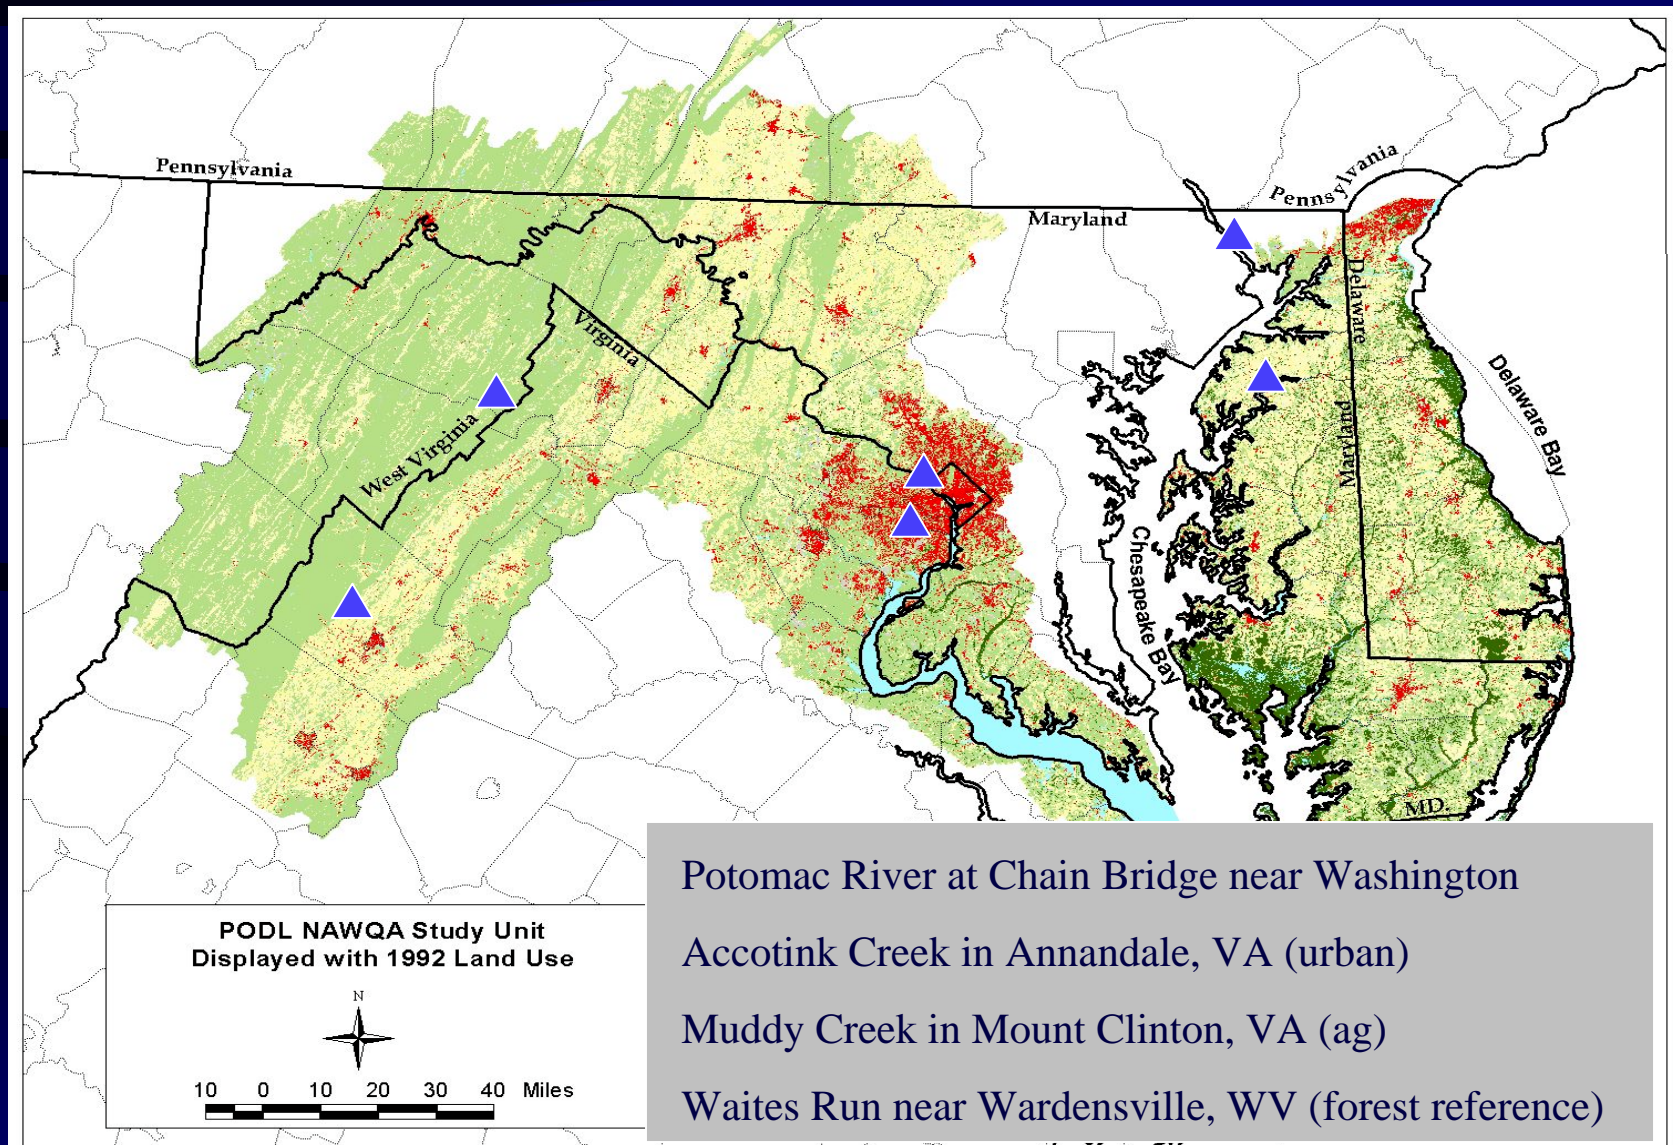 Pennsylvania
Pennsylvania
Maryland
Delaware
Virginia
Delaware Bay
Maryland
West Virginia
Chesapeake Bay
MD.
PODL NAWQA Study Unit
Displayed with 1992 Land Use
N
10 0 10 20 30 40 Miles
Potomac River at Chain Bridge near Washington
Accotink Creek in Annandale, VA (urban)
Muddy Creek in Mount Clinton, VA (ag)
Waites Run near Wardensville, WV (forest reference)